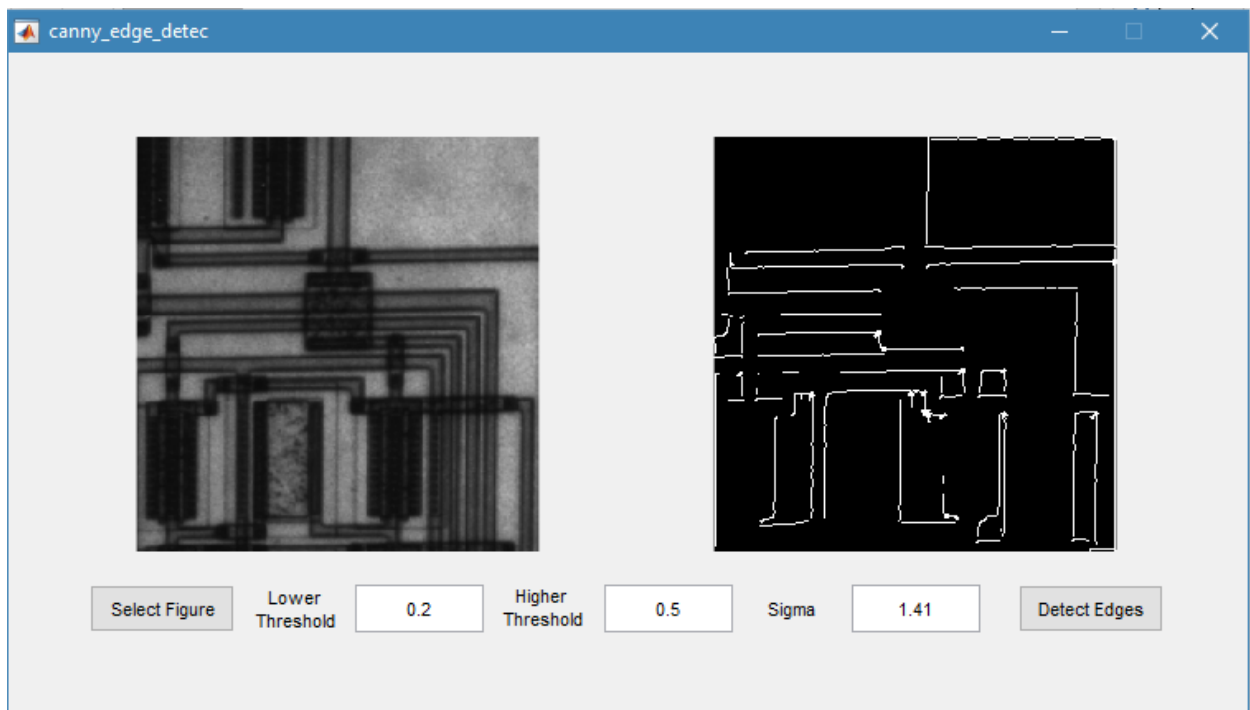 canny_edge_detec
Select Figure
Lower
Threshold
0.2
Higher
Threshold
0.5
Sigma
1.41
Detect Edges